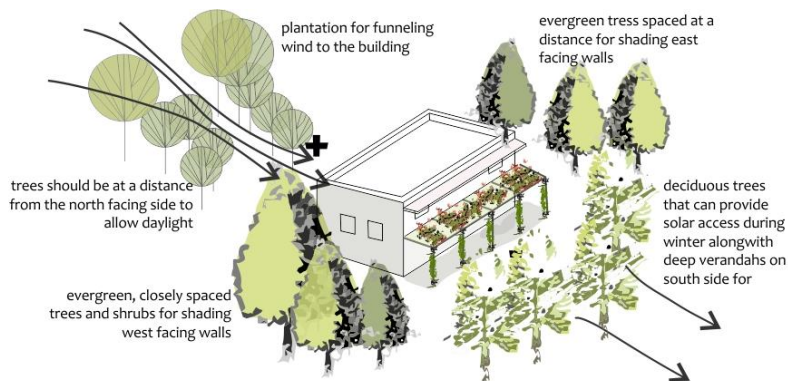 plantation for funneling
wind to the building
evergreen tress spaced at a
distance for shading east
facing walls
trees should be at a distance
from the north facing side to
allow daylight
deciduous trees
that can provide
solar access during
winter alongwith
deep verandahs on
south side for
evergreen, closely spaced
trees and shrubs for shading
west facing walls